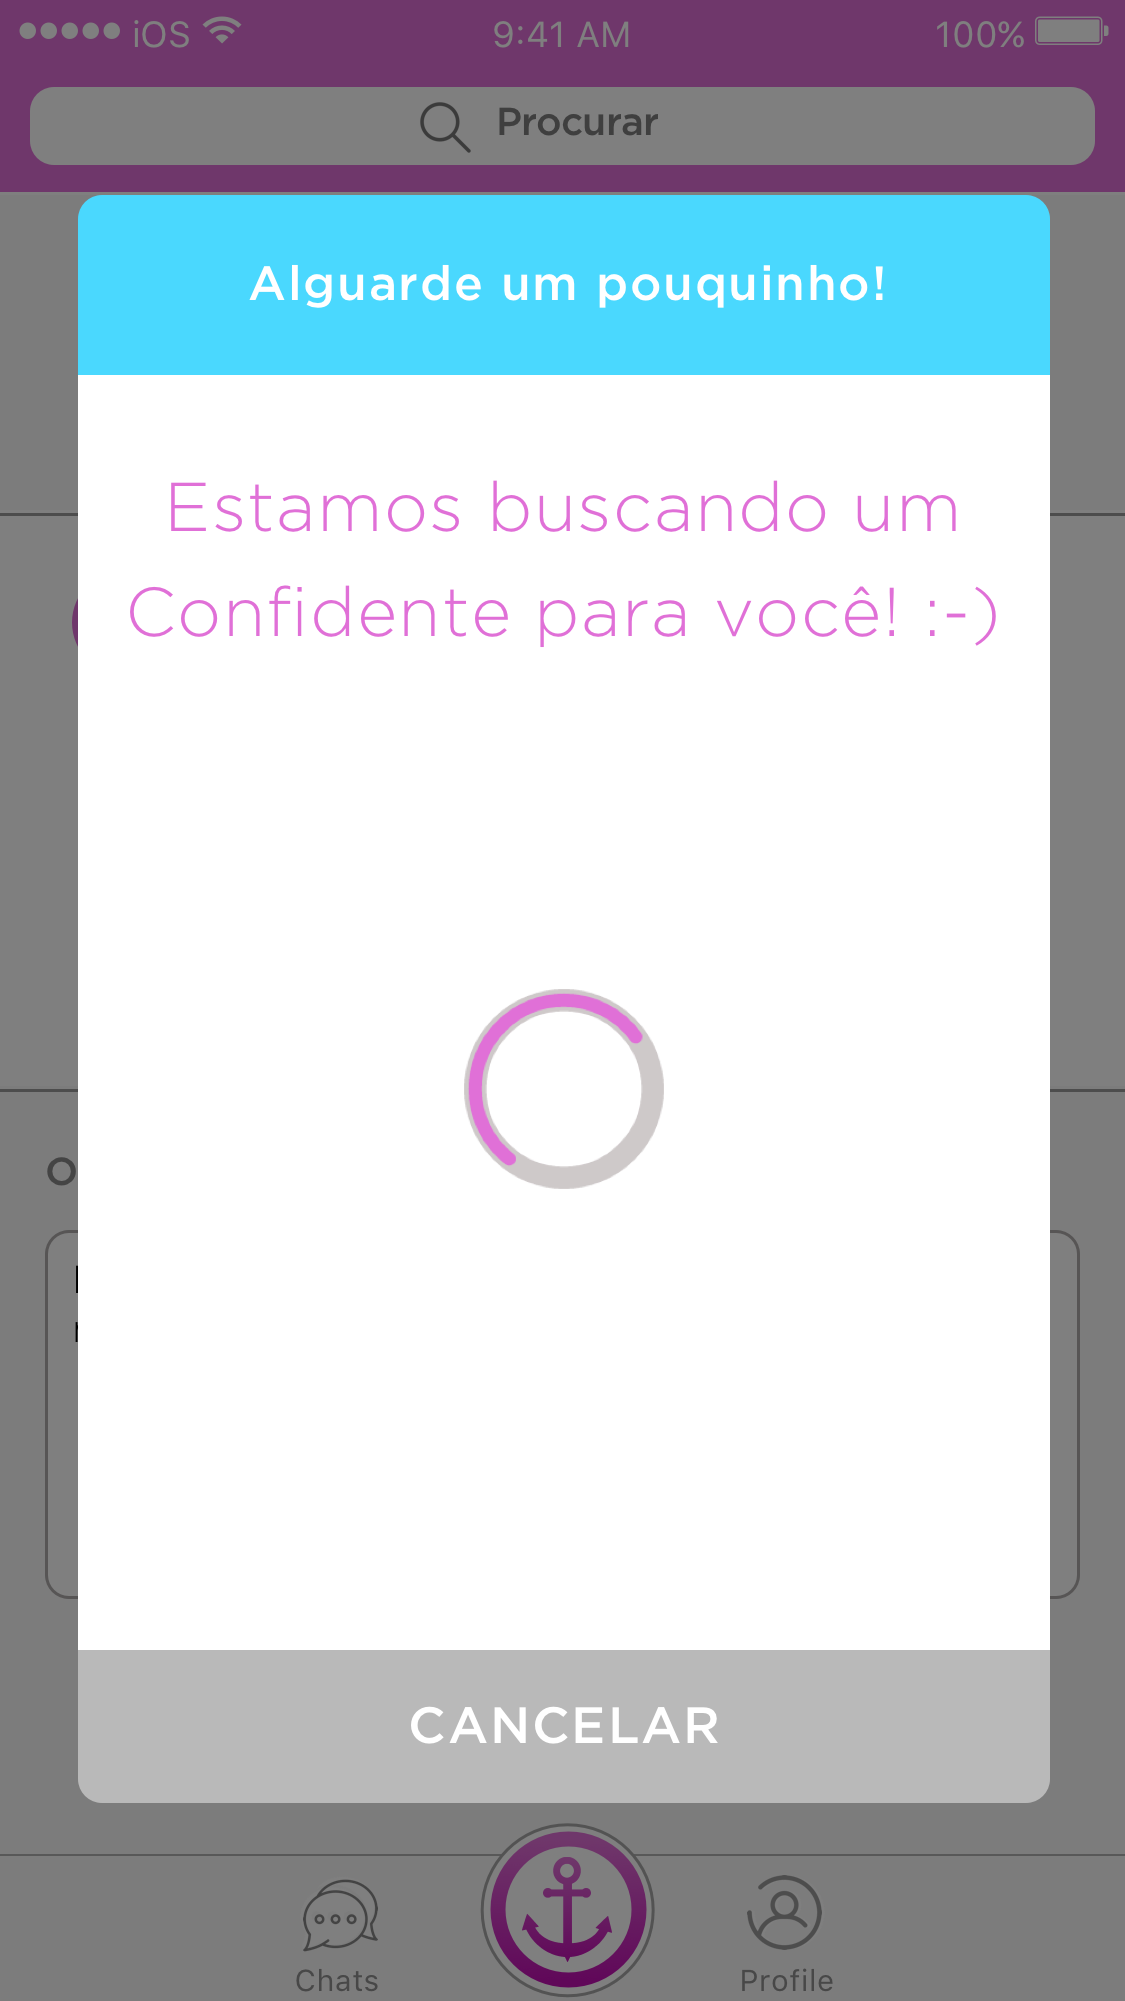 iOS 9:41 AM 100%
Procurar
Alguarde um pouquinho!
Estamos buscando um
Confidente para você! :-)
CANCELAR
Chats Profile